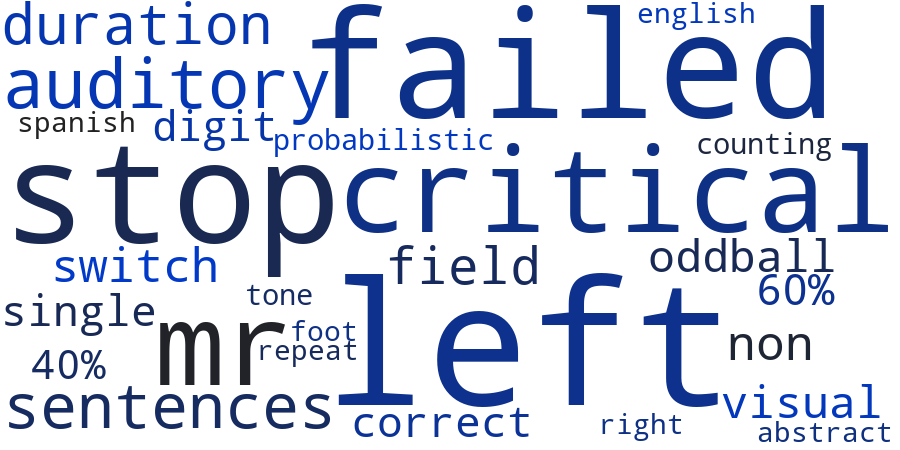 duration
failed
english
auditory
spanish
digit
probabilistic
counting
stop
critical
switch
field
oddball
single
tone
60%
mr
foot
left
non
repeat
40%
sentences
correct
visual
right
abstract